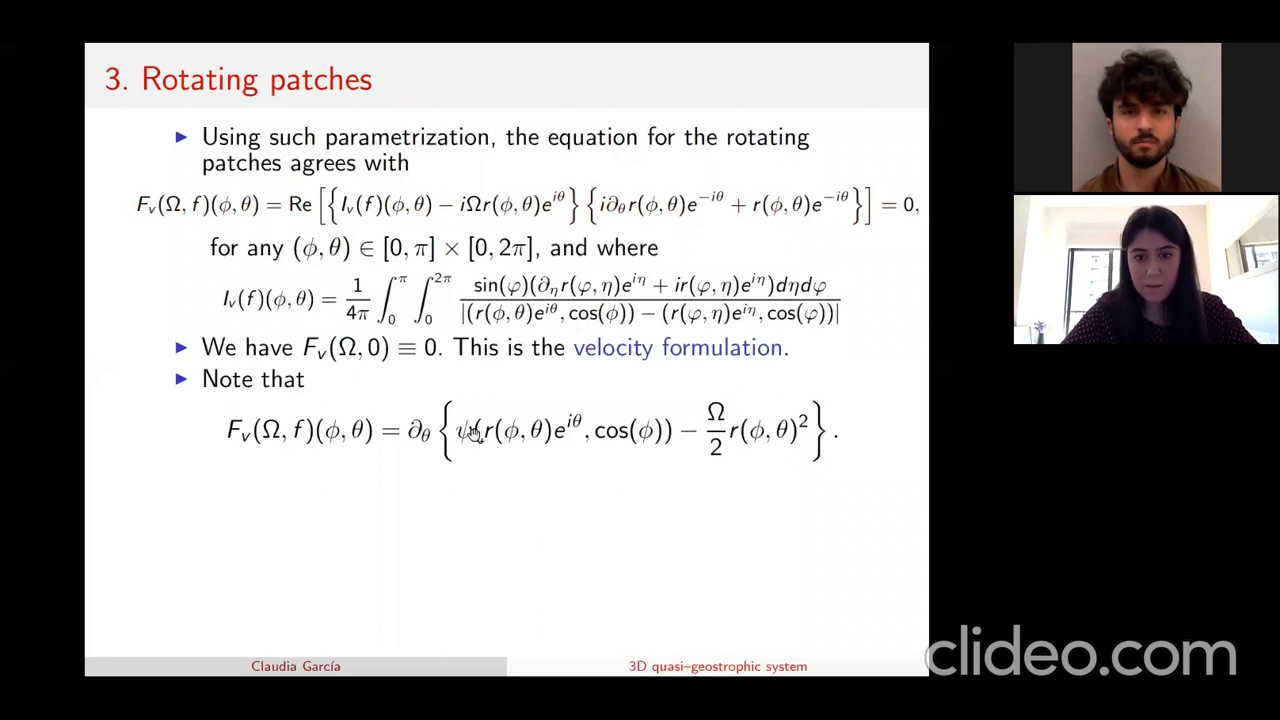 3. Rotating patches
▶ Using such parametrization, the equation for the rotating
patches agrees with
F_v(Ω, f)(ϕ, θ) = Re [{I_v(f)(ϕ, θ) − iΩr(ϕ, θ)e^{iθ}} {i∂_θ r(ϕ, θ)e^{−iθ} + r(ϕ, θ)e^{−iθ}}] = 0,
for any (ϕ, θ) ∈ [0, π] × [0, 2π], and where
I_v(f)(ϕ, θ) = \frac{1}{4π} ∫_0^π ∫_0^{2π} \frac{sin(φ)(∂_η r(φ, η)e^{iη} + ir(φ, η)e^{iη})dηdφ}{|(r(ϕ, θ)e^{iθ}, cos(ϕ)) − (r(φ, η)e^{iη}, cos(φ))|}
▶ We have F_v(Ω, 0) ≡ 0. This is the velocity formulation.
▶ Note that
F_v(Ω, f)(ϕ, θ) = ∂_θ {ψ(r(ϕ, θ)e^{iθ}, cos(ϕ)) − \frac{Ω}{2} r(ϕ, θ)^2}.
Claudia García
3D quasi–geostrophic system
clideo.com